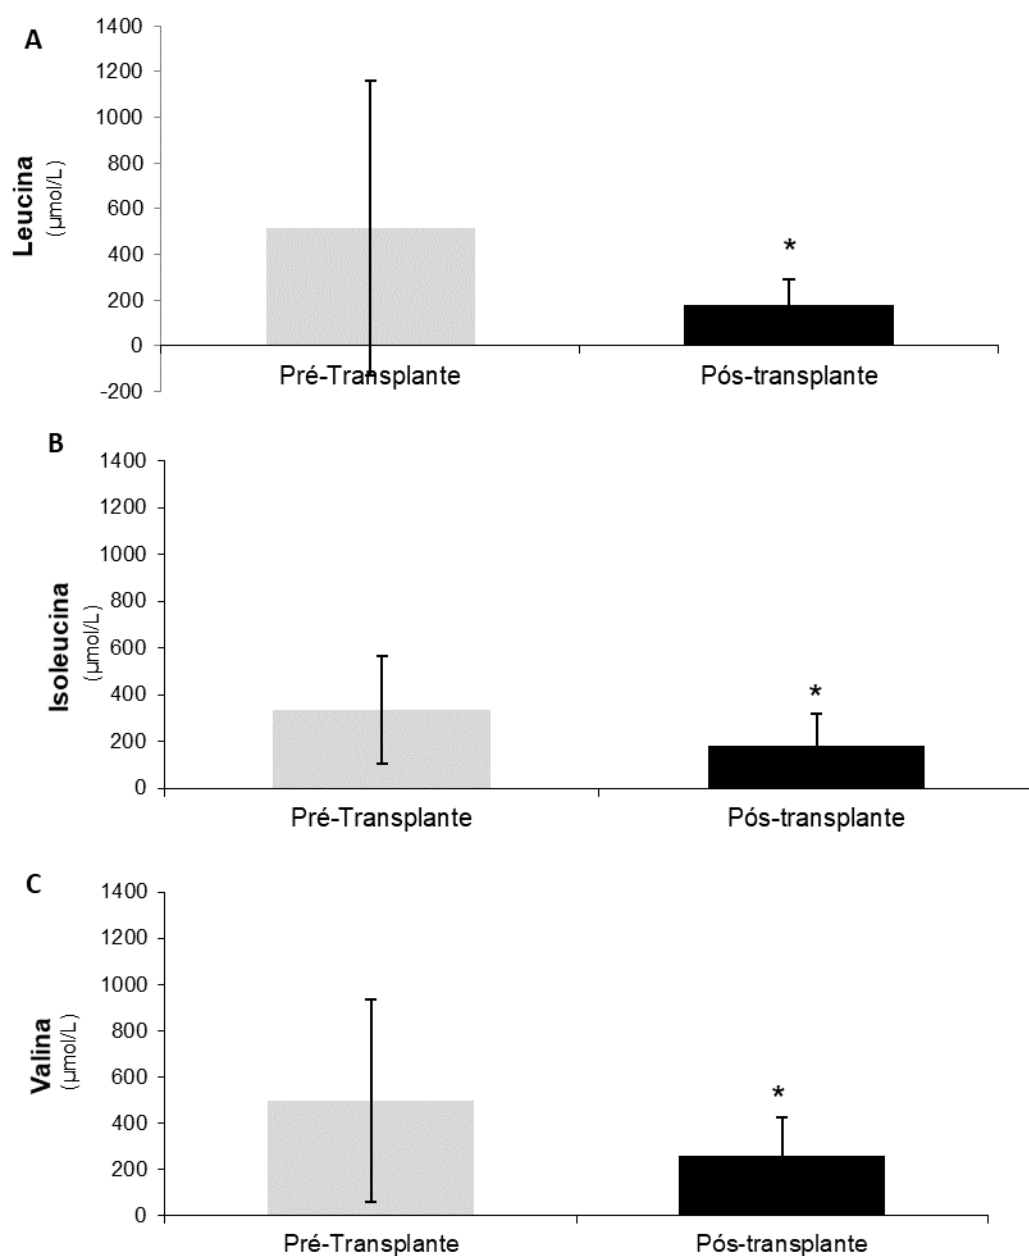 A
Leucina
(µmol/L)
1400
1200
1000
800
600
400
200
0
-200
*
Pré-Transplante
Pós-transplante
B
Isoleucina
(µmol/L)
1400
1200
1000
800
600
400
200
0
*
Pré-Transplante
Pós-transplante
C
Valina
(µmol/L)
1400
1200
1000
800
600
400
200
0
*
Pré-Transplante
Pós-transplante